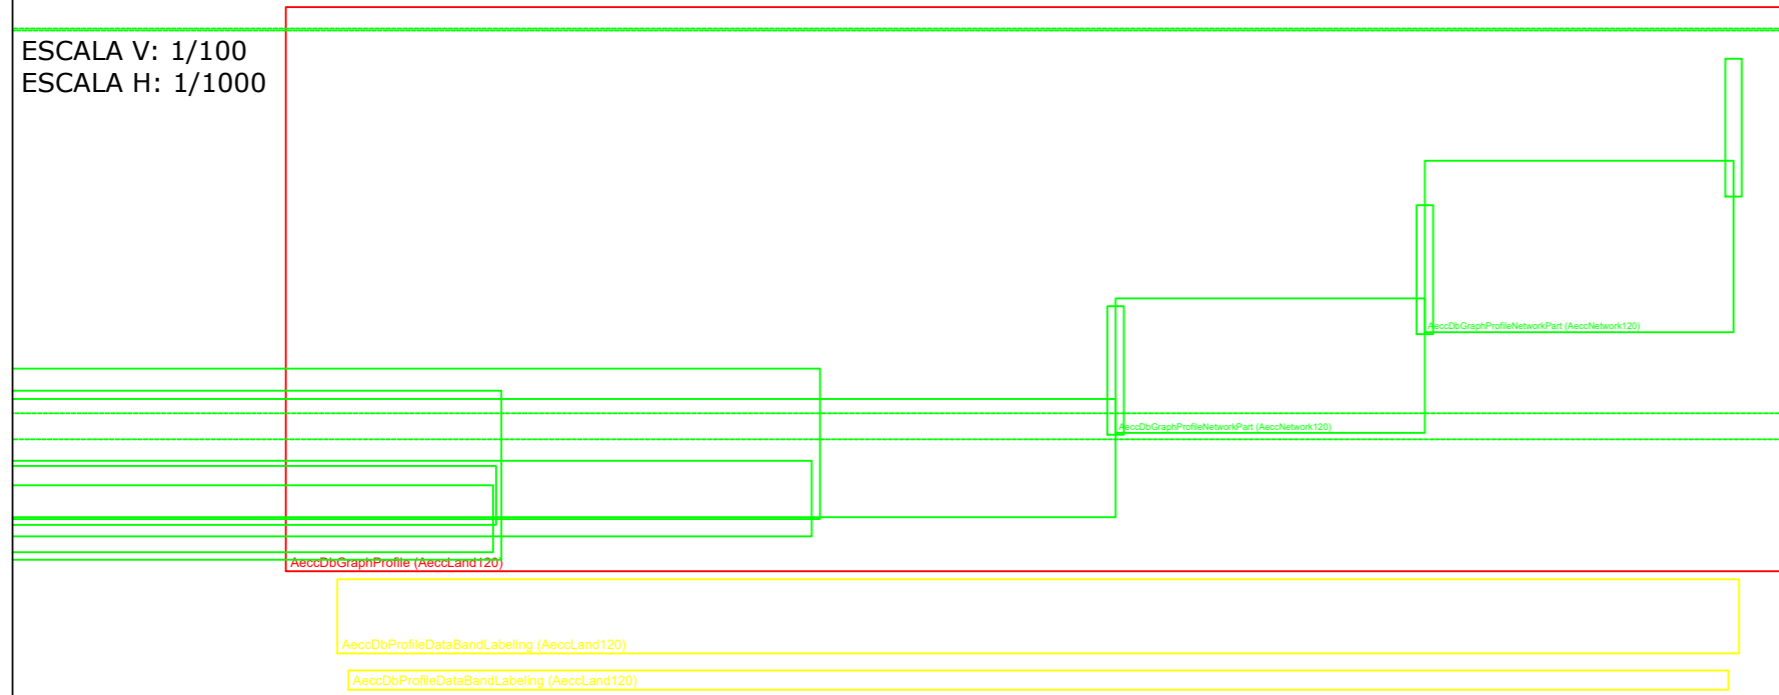 ESCALA V: 1/100
ESCALA H: 1/1000
AeccDbGraphProfileNetworkPart (AeccNetwork120)
AeccDbGraphProfileNetworkPart (AeccNetwork120)
AeccDbGraphProfile (AeccLand120)
AeccDbProfileDataBandLabeling (AeccLand120)
AeccDbProfileDataBandLabeling (AeccLand120)